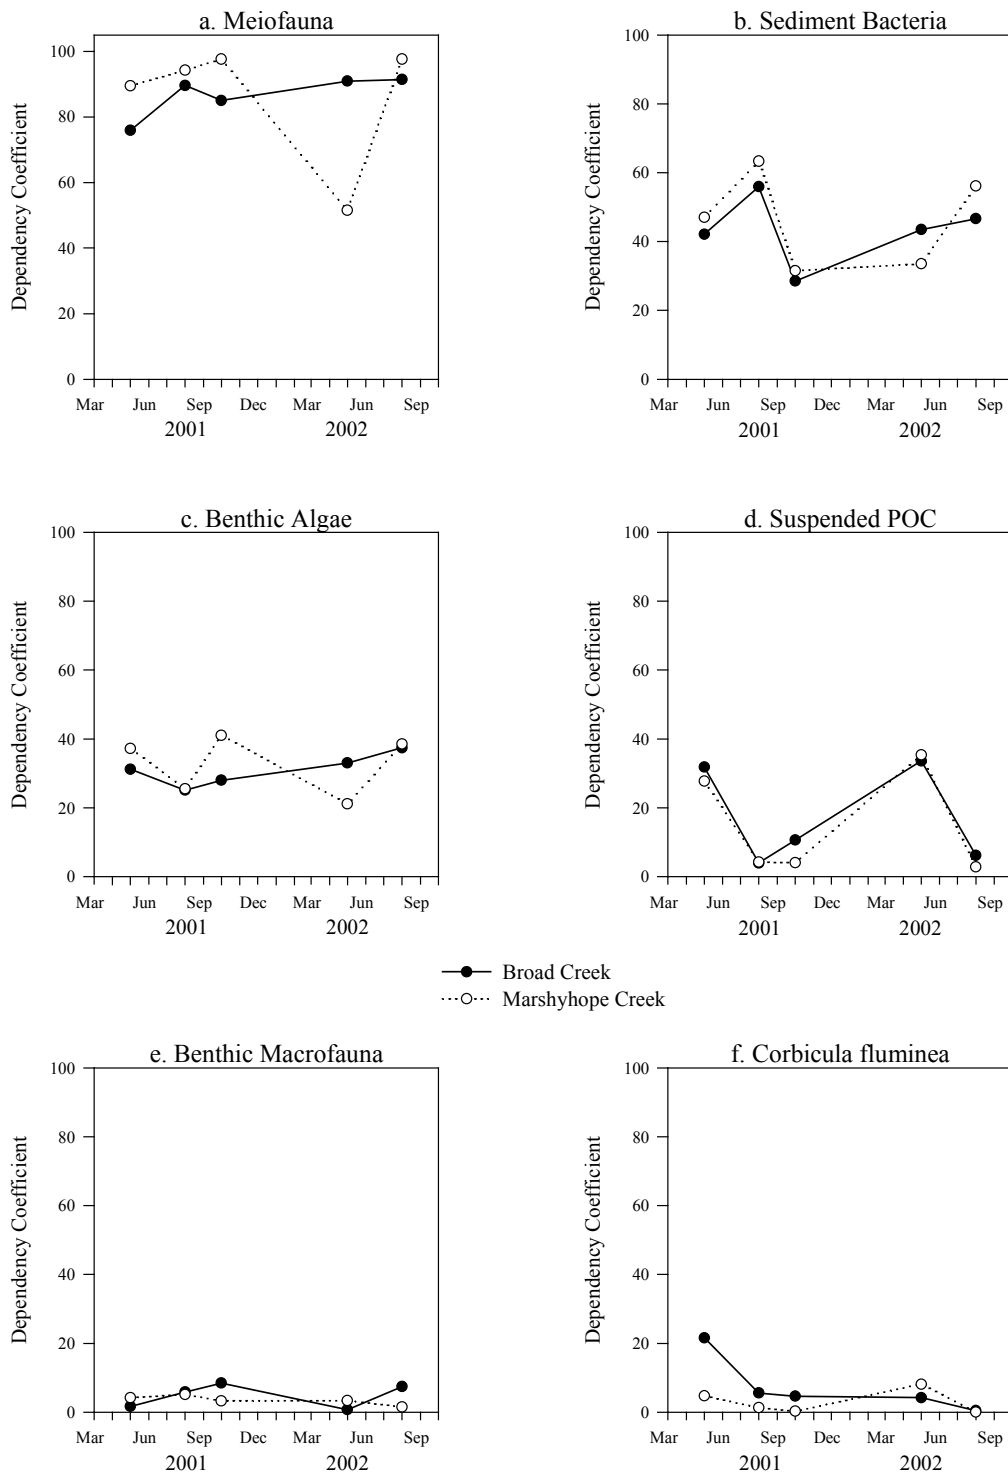 a. Meiofauna
Dependency Coefficient
100
80
60
40
20
0
Mar Jun Sep Dec Mar Jun Sep
2001 2002
b. Sediment Bacteria
Dependency Coefficient
100
80
60
40
20
0
Mar Jun Sep Dec Mar Jun Sep
2001 2002
c. Benthic Algae
Dependency Coefficient
100
80
60
40
20
0
Mar Jun Sep Dec Mar Jun Sep
2001 2002
d. Suspended POC
Dependency Coefficient
100
80
60
40
20
0
Mar Jun Sep Dec Mar Jun Sep
2001 2002
Broad Creek
Marshyhope Creek
e. Benthic Macrofauna
Dependency Coefficient
100
80
60
40
20
0
Mar Jun Sep Dec Mar Jun Sep
2001 2002
f. Corbicula fluminea
Dependency Coefficient
100
80
60
40
20
0
Mar Jun Sep Dec Mar Jun Sep
2001 2002